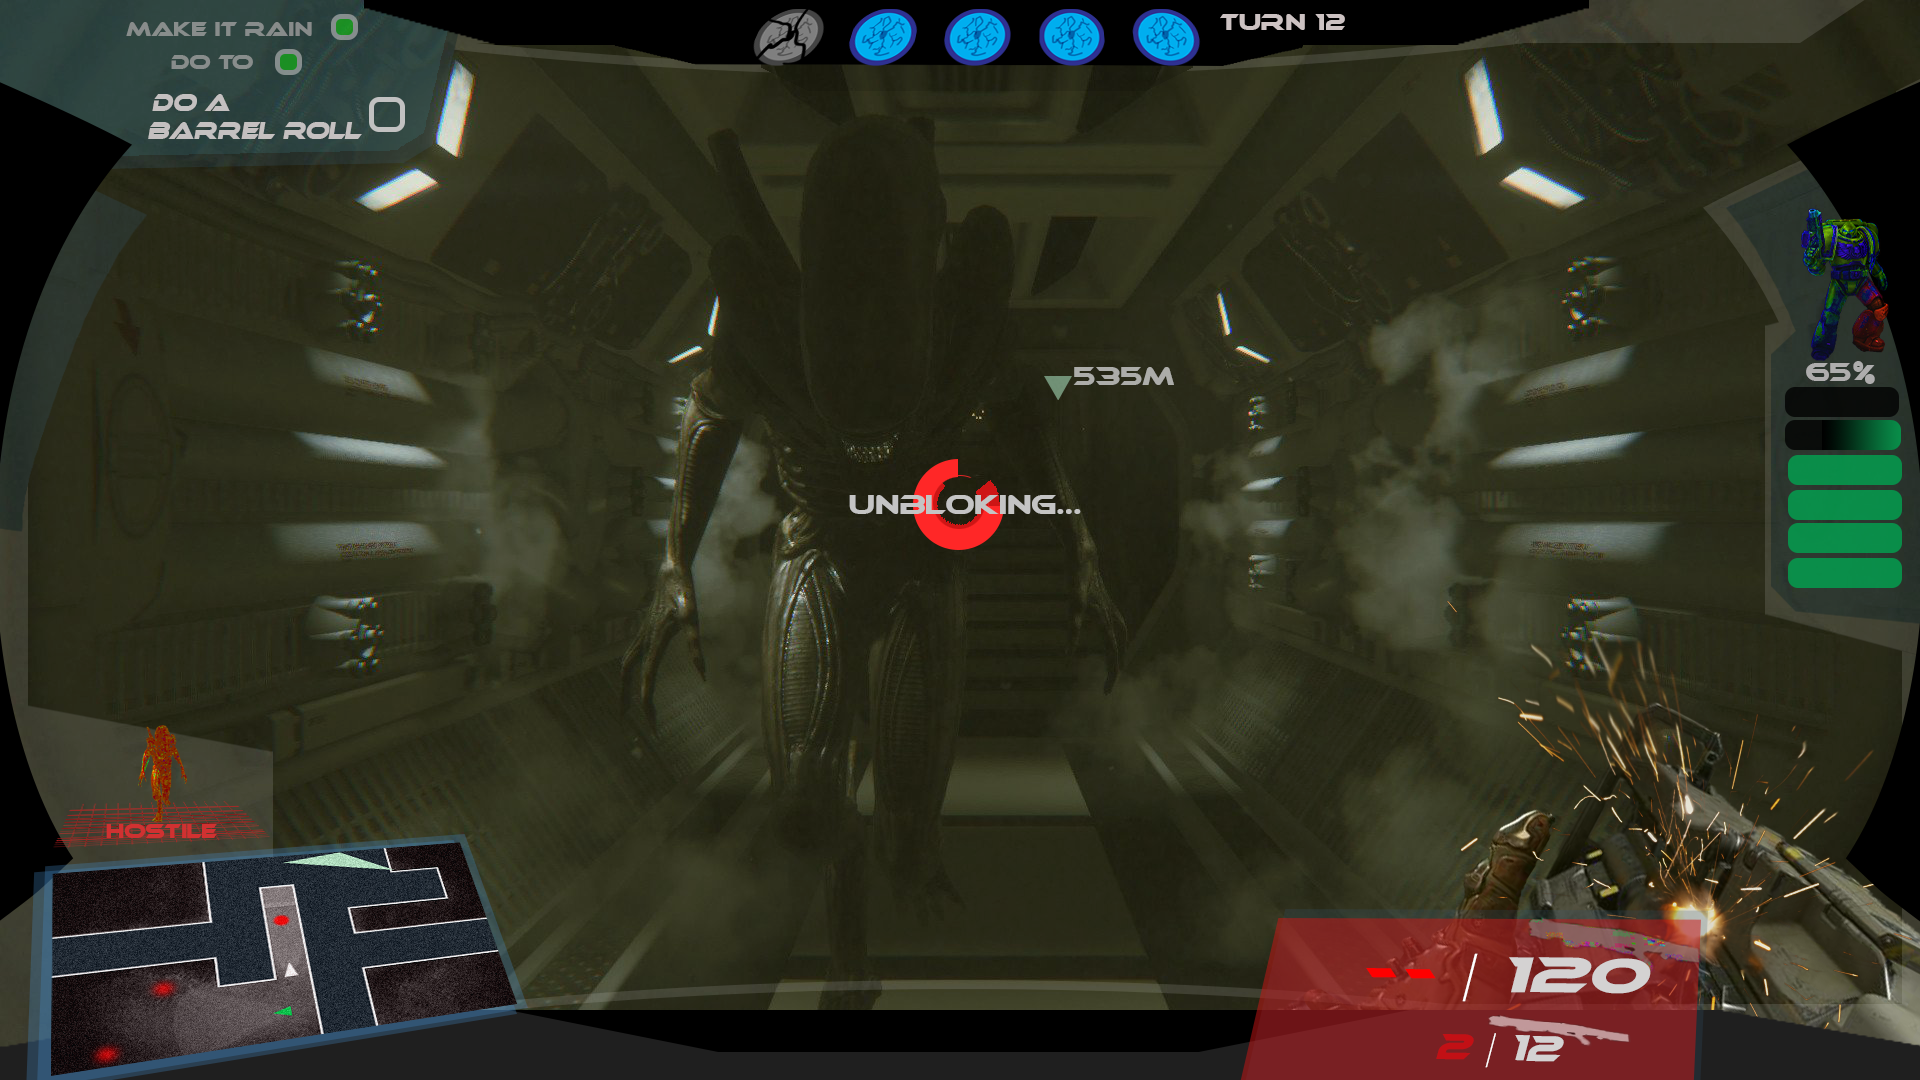 MAKE IT RAIN
DO TO
DO A
BARREL ROLL
TURN 12
535M
65%
UNBLOKING...
HOSTILE
-- / 120
2 / 12